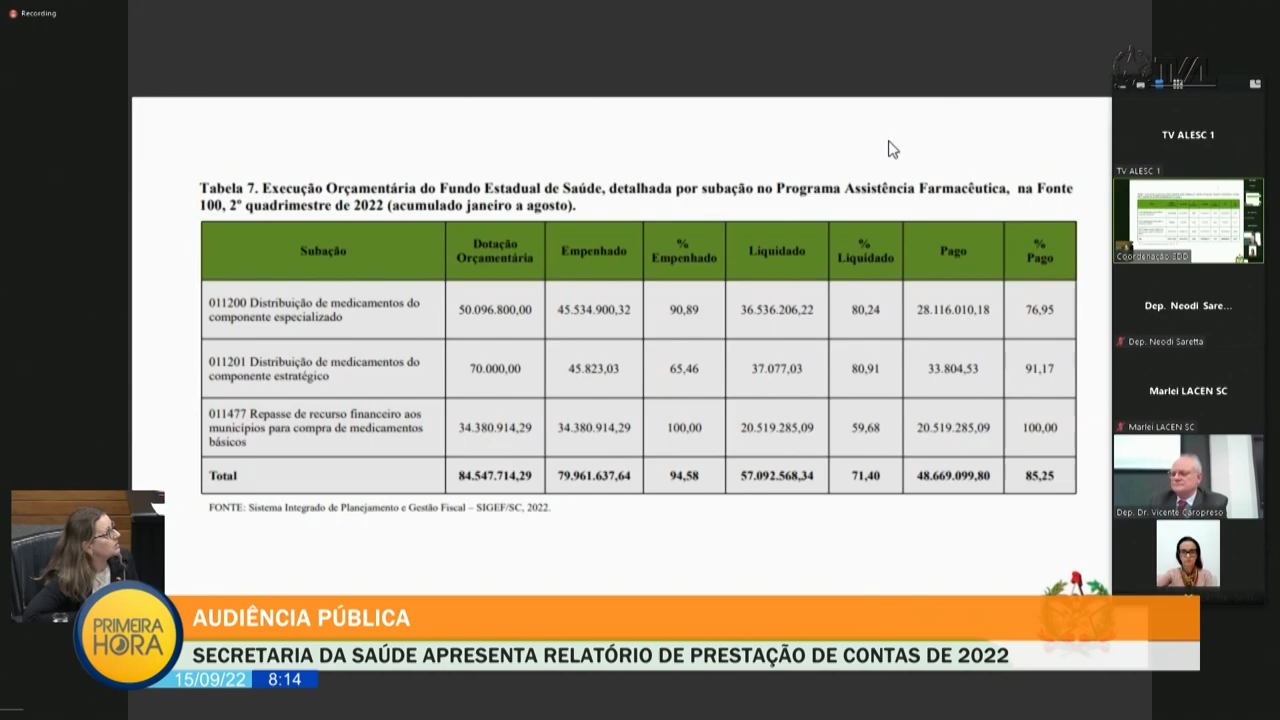 Recording
TV ALESC 1
TV ALESC 1
Coordenação EDD
Dep. Neodi Sare...
Dep. Neodi Saretta
Marlei LACEN SC
Marlei LACEN SC
Dep. Dr. Vicente Caropreso
Tabela 7. Execução Orçamentária do Fundo Estadual de Saúde, detalhada por subação no Programa Assistência Farmacêutica, na Fonte
100, 2º quadrimestre de 2022 (acumulado janeiro a agosto).
Subação Dotação Orçamentária Empenhado % Empenhado Liquidado % Liquidado Pago % Pago
011200 Distribuição de medicamentos do componente especializado 50.096.800,00 45.534.900,32 90,89 36.536.206,22 80,24 28.116.010,18 76,95
011201 Distribuição de medicamentos do componente estratégico 70.000,00 45.823,03 65,46 37.077,03 80,91 33.804,53 91,17
011477 Repasse de recurso financeiro aos municípios para compra de medicamentos básicos 34.380.914,29 34.380.914,29 100,00 20.519.285,09 59,68 20.519.285,09 100,00
Total 84.547.714,29 79.961.637,64 94,58 57.092.568,34 71,40 48.669.099,80 85,25
FONTE: Sistema Integrado de Planejamento e Gestão Fiscal – SIGEF/SC, 2022.
PRIMEIRA
HORA
AUDIÊNCIA PÚBLICA
SECRETARIA DA SAÚDE APRESENTA RELATÓRIO DE PRESTAÇÃO DE CONTAS DE 2022
15/09/22 8:14